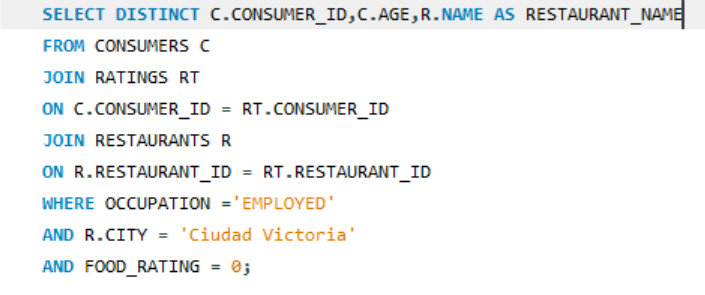 SELECT DISTINCT C.CONSUMER_ID,C.AGE,R.NAME AS RESTAURANT_NAME
FROM CONSUMERS C
JOIN RATINGS RT
ON C.CONSUMER_ID = RT.CONSUMER_ID
JOIN RESTAURANTS R
ON R.RESTAURANT_ID = RT.RESTAURANT_ID
WHERE OCCUPATION ='EMPLOYED'
AND R.CITY = 'Ciudad Victoria'
AND FOOD_RATING = 0;